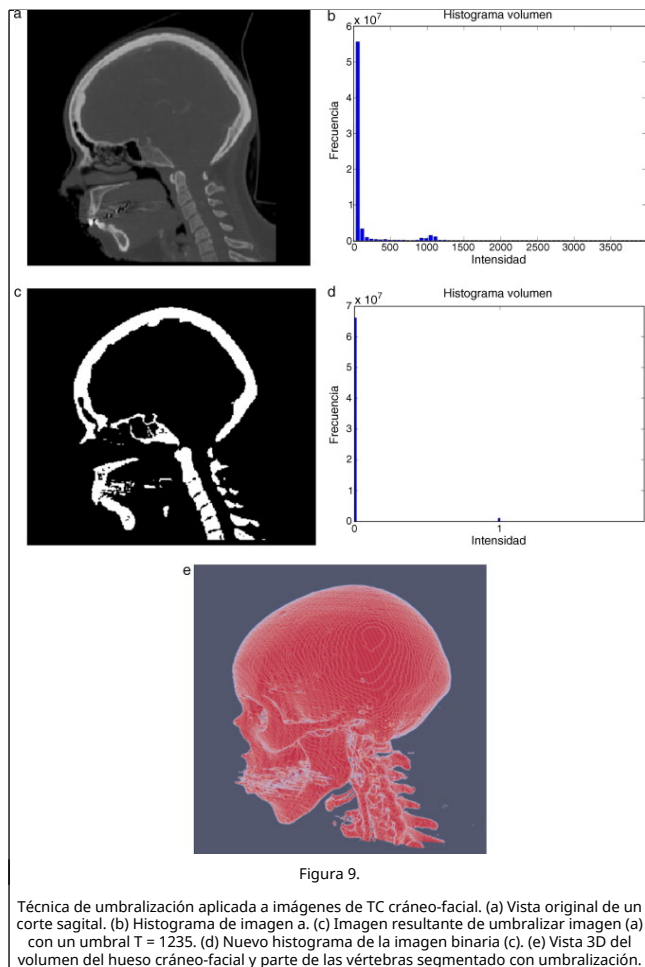 a
b
Histograma volumen
6 x 10⁷
5
4
3
2
1
0
Frecuencia
0 500 1000 1500 2000 2500 3000 3500
Intensidad
c
d
Histograma volumen
7 x 10⁷
6
5
4
3
2
1
0
Frecuencia
0 1
Intensidad
e
Figura 9.
Técnica de umbralización aplicada a imágenes de TC cráneo-facial. (a) Vista original de un
corte sagital. (b) Histograma de imagen a. (c) Imagen resultante de umbralizar imagen (a)
con un umbral T = 1235. (d) Nuevo histograma de la imagen binaria (c). (e) Vista 3D del
volumen del hueso cráneo-facial y parte de las vértebras segmentado con umbralización.